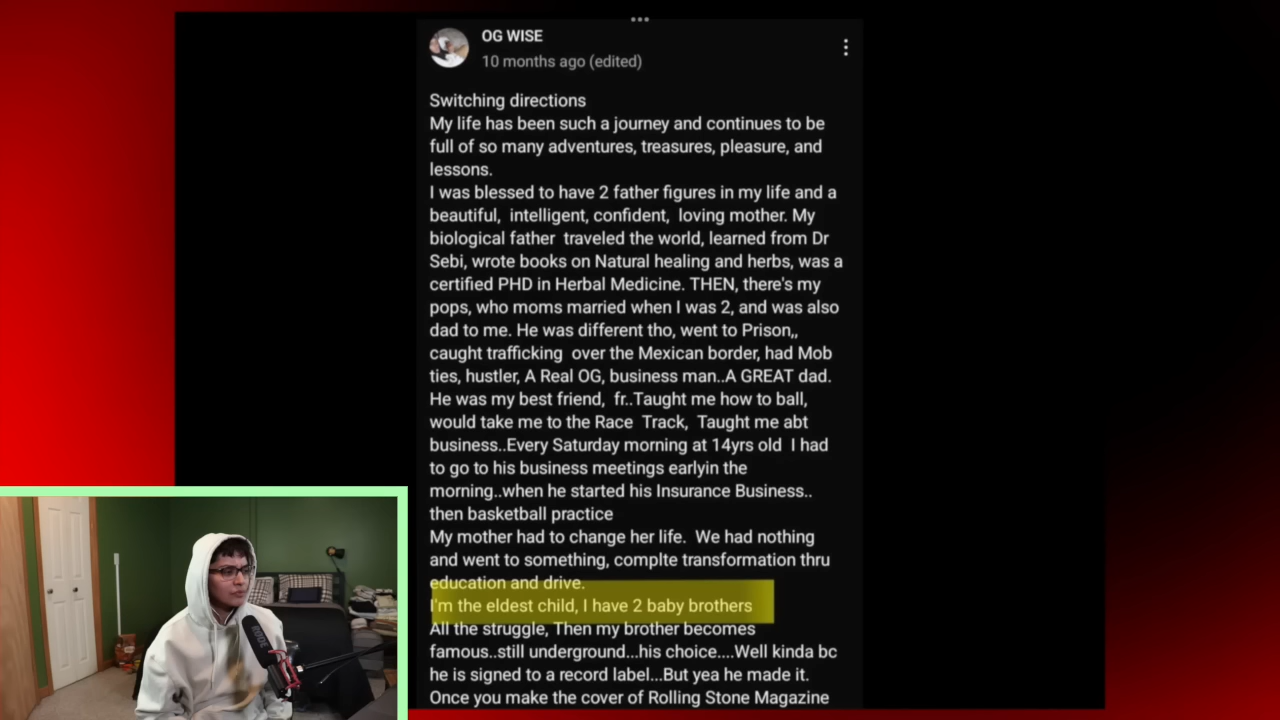 OG WISE
10 months ago (edited)
Switching directions
My life has been such a journey and continues to be
full of so many adventures, treasures, pleasure, and
lessons.
I was blessed to have 2 father figures in my life and a
beautiful, intelligent, confident, loving mother. My
biological father traveled the world, learned from Dr
Sebi, wrote books on Natural healing and herbs, was a
certified PHD in Herbal Medicine. THEN, there's my
pops, who moms married when I was 2, and was also
dad to me. He was different tho, went to Prison,,
caught trafficking over the Mexican border, had Mob
ties, hustler, A Real OG, business man..A GREAT dad.
He was my best friend, fr..Taught me how to ball,
would take me to the Race Track, Taught me abt
business..Every Saturday morning at 14yrs old I had
to go to his business meetings earlyin the
morning..when he started his Insurance Business..
then basketball practice
My mother had to change her life. We had nothing
and went to something, complte transformation thru
education and drive.
I'm the eldest child, I have 2 baby brothers
All the struggle, Then my brother becomes
famous..still underground...his choice....Well kinda bc
he is signed to a record label...But yea he made it.
Once you make the cover of Rolling Stone Magazine
RODE